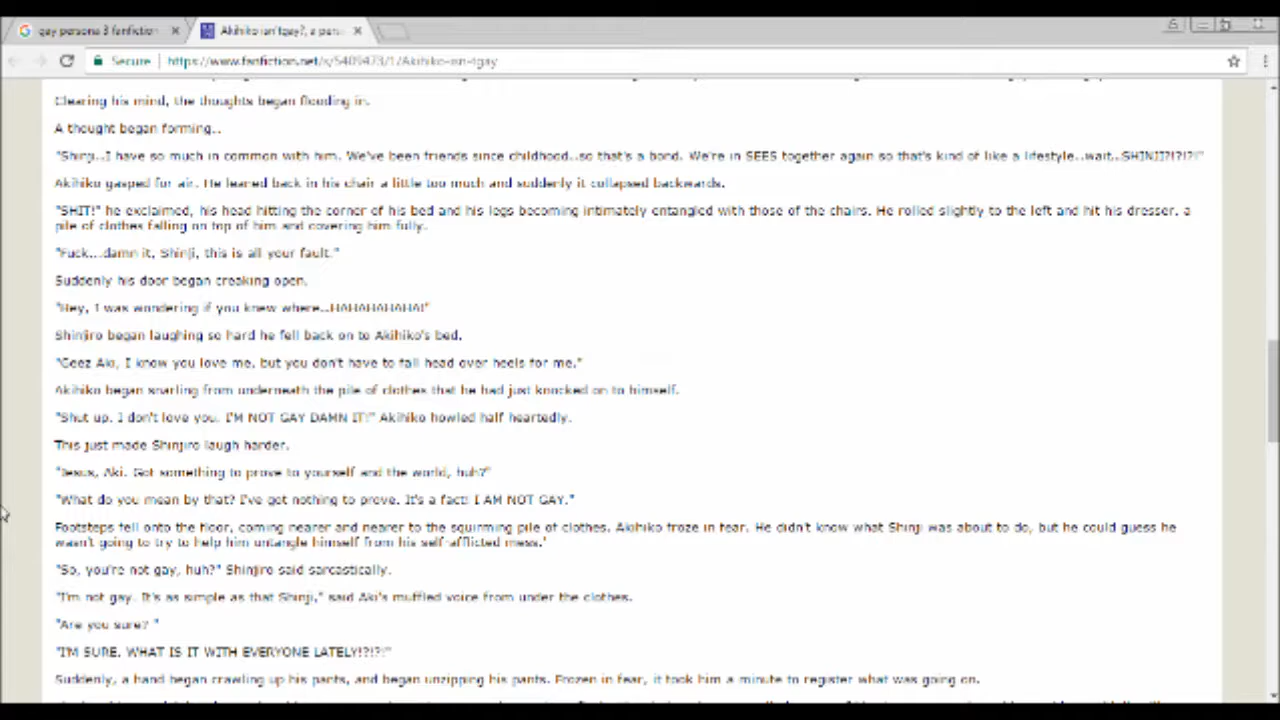 gay persona 3 fanfiction
Akihiko isn'tgay?, a pers
Secure
https://www.fanfiction.net/s/5409473/1/Akihiko-isn-tgay
Clearing his mind, the thoughts began flooding in.
A thought began forming..
"Shinji..I have so much in common with him. We've been friends since childhood..so that's a bond. We're in SEES together again so that's kind of like a lifestyle..wait..SHINJI?!?!?!"
Akihiko gasped for air. He leaned back in his chair a little too much and suddenly it collapsed backwards.
"SHIT!" he exclaimed, his head hitting the corner of his bed and his legs becoming intimately entangled with those of the chairs. He rolled slightly to the left and hit his dresser, a
pile of clothes falling on top of him and covering him fully.
"Fuck...damn it, Shinji, this is all your fault."
Suddenly his door began creaking open.
"Hey, I was wondering if you knew where..HAHAHAHAHA!"
Shinjiro began laughing so hard he fell back on to Akihiko's bed.
"Geez Aki, I know you love me, but you don't have to fall head over heels for me."
Akihiko began snarling from underneath the pile of clothes that he had just knocked on to himself.
"Shut up. I don't love you. I'M NOT GAY DAMN IT!" Akihiko howled half heartedly.
This just made Shinjiro laugh harder.
"Jesus, Aki. Got something to prove to yourself and the world, huh?"
"What do you mean by that? I've got nothing to prove. It's a fact! I AM NOT GAY."
Footsteps fell onto the floor, coming nearer and nearer to the squirming pile of clothes. Akihiko froze in fear. He didn't know what Shinji was about to do, but he could guess he
wasn't going to try to help him untangle himself from his self-afflicted mess.'
"So, you're not gay, huh?" Shinjiro said sarcastically.
"I'm not gay. It's as simple as that Shinji," said Aki's muffled voice from under the clothes.
"Are you sure? "
"I'M SURE. WHAT IS IT WITH EVERYONE LATELY!?!?!"
Suddenly, a hand began crawling up his pants, and began unzipping his pants. Frozen in fear, it took him a minute to register what was going on.